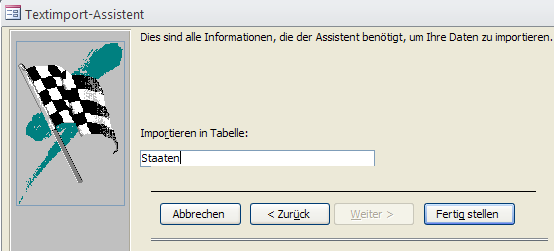 Textimport-Assistent
Dies sind alle Informationen, die der Assistent benötigt, um Ihre Daten zu importieren.
Importieren in Tabelle:
Staaten
Abbrechen
< Zurück
Weiter >
Fertig stellen